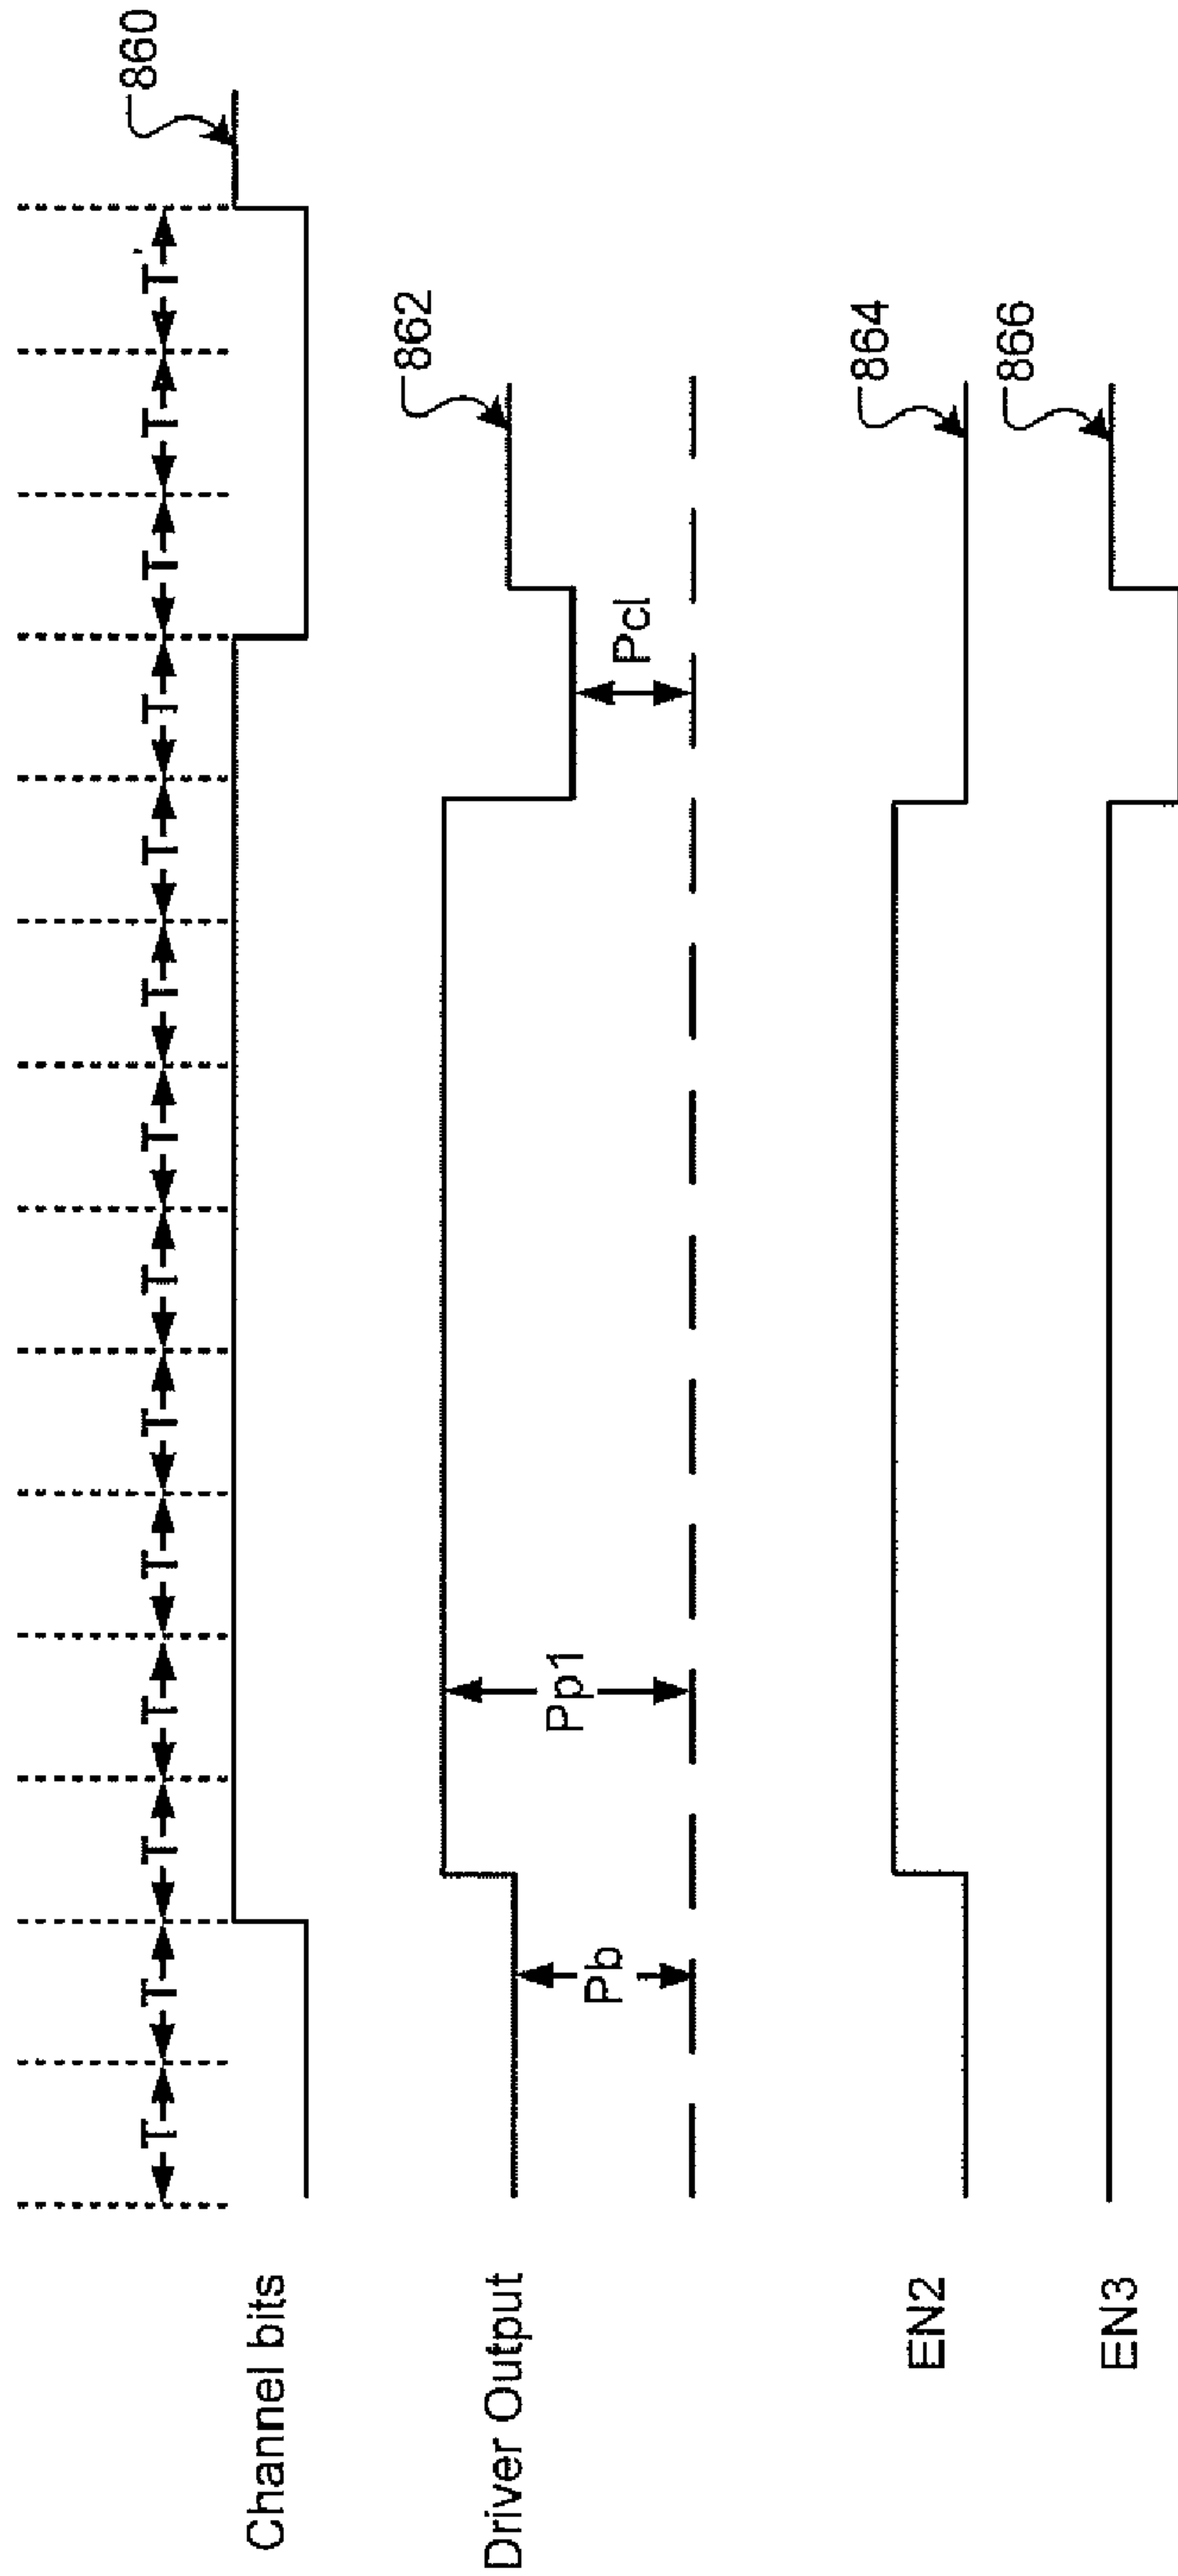 T T T T T T T T T T T T T T
Channel bits
860
Driver Output
Pb
Pp1
Pcl
862
EN2
864
EN3
866